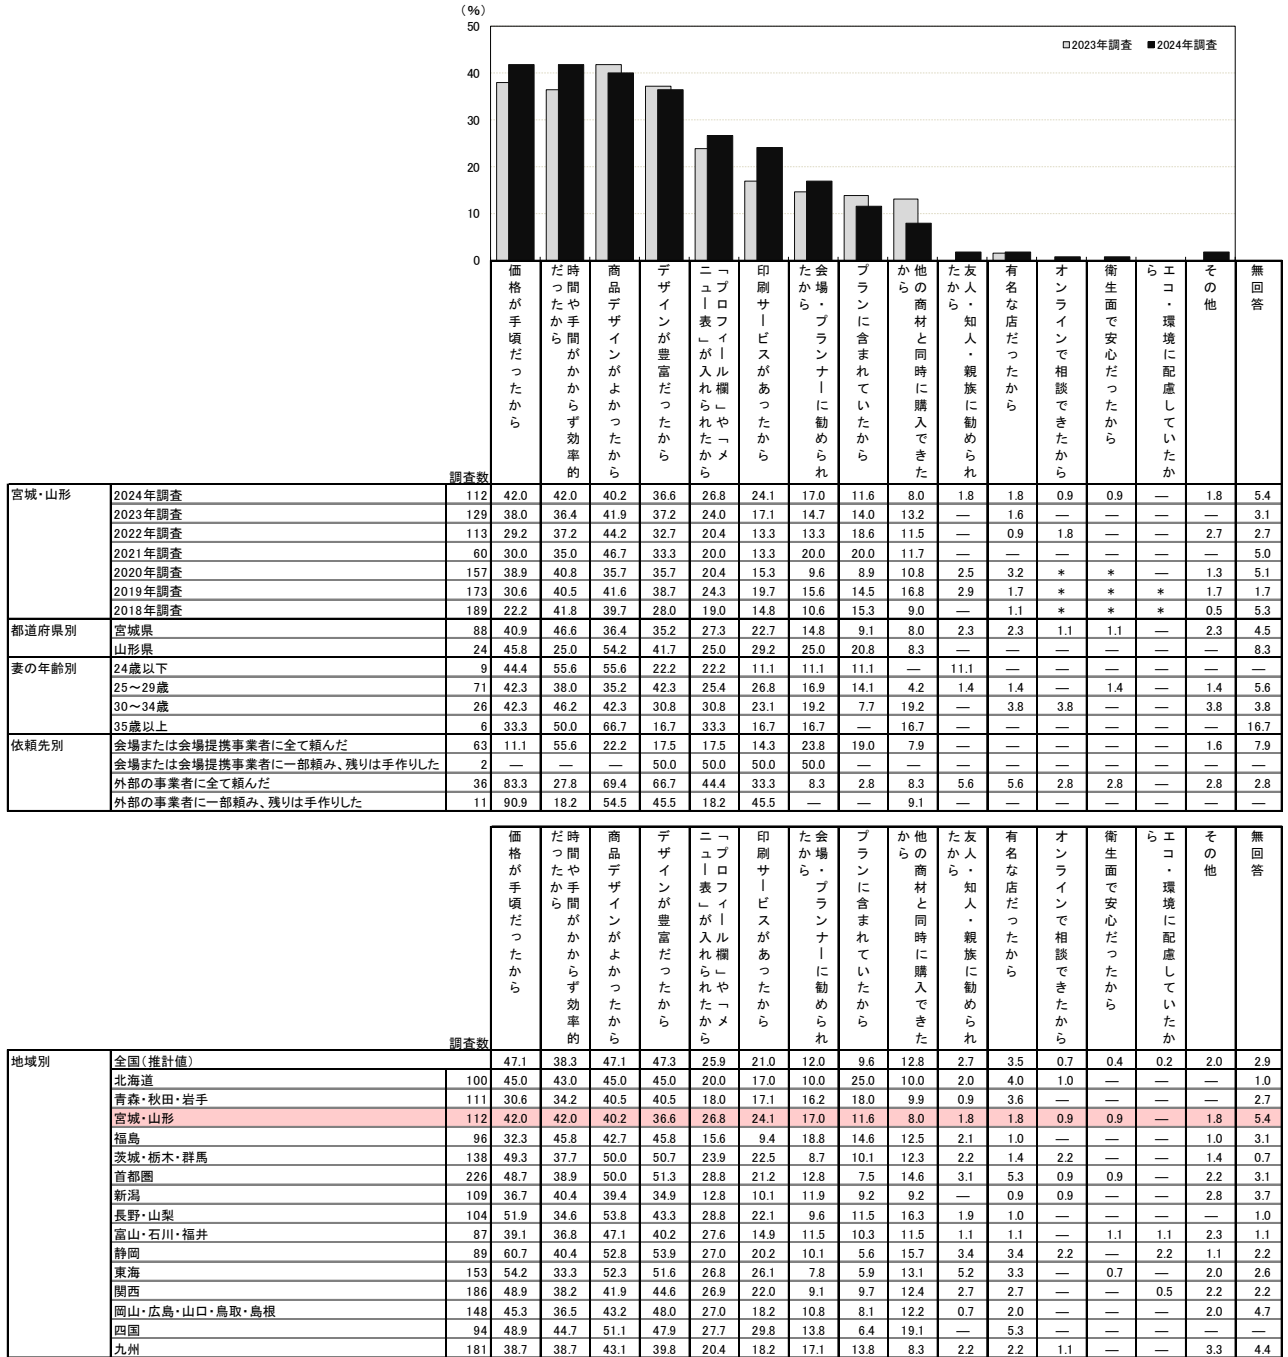 (%)
50
40
30
20
10
0
□2023年調査 ■2024年調査
調査数
価格が手頃だったから
時間や手間がかからず効率的
だったから
商品デザインがよかったから
デザインが豊富だったから
「プロフィール欄」や「メ
ニュー表」が入れられたから
印刷サービスがあったから
会場・プランナーに勧められ
たから
プランに含まれていたから
他の商材と同時に購入できた
から
友人・知人・親族に勧められ
たから
有名な店だったから
オンラインで相談できたから
衛生面で安心だったから
エコ・環境に配慮していたか
ら
その他
無回答
宮城・山形 2024年調査 112 42.0 42.0 40.2 36.6 26.8 24.1 17.0 11.6 8.0 1.8 1.8 0.9 0.9 — 1.8 5.4
2023年調査 129 38.0 36.4 41.9 37.2 24.0 17.1 14.7 14.0 13.2 — 1.6 — — — — 3.1
2022年調査 113 29.2 37.2 44.2 32.7 20.4 13.3 13.3 18.6 11.5 — 0.9 1.8 — — 2.7 2.7
2021年調査 60 30.0 35.0 46.7 33.3 20.0 13.3 20.0 20.0 11.7 — — — — — — 5.0
2020年調査 157 38.9 40.8 35.7 35.7 20.4 15.3 9.6 8.9 10.8 2.5 3.2 * * — 1.3 5.1
2019年調査 173 30.6 40.5 41.6 38.7 24.3 19.7 15.6 14.5 16.8 2.9 1.7 * * * 1.7 1.7
2018年調査 189 22.2 41.8 39.7 28.0 19.0 14.8 10.6 15.3 9.0 — 1.1 * * * 0.5 5.3
都道府県別 宮城県 88 40.9 46.6 36.4 35.2 27.3 22.7 14.8 9.1 8.0 2.3 2.3 1.1 1.1 — 2.3 4.5
山形県 24 45.8 25.0 54.2 41.7 25.0 29.2 25.0 20.8 8.3 — — — — — — 8.3
妻の年齢別 24歳以下 9 44.4 55.6 55.6 22.2 22.2 11.1 11.1 11.1 — 11.1 — — — — — —
25～29歳 71 42.3 38.0 35.2 42.3 25.4 26.8 16.9 14.1 4.2 1.4 1.4 — 1.4 — 1.4 5.6
30～34歳 26 42.3 46.2 42.3 30.8 30.8 23.1 19.2 7.7 19.2 — 3.8 3.8 — — 3.8 3.8
35歳以上 6 33.3 50.0 66.7 16.7 33.3 16.7 16.7 — 16.7 — — — — — — 16.7
依頼先別 会場または会場提携事業者に全て頼んだ 63 11.1 55.6 22.2 17.5 17.5 14.3 23.8 19.0 7.9 — — — — — 1.6 7.9
会場または会場提携事業者に一部頼み、残りは手作りした 2 — — — 50.0 50.0 50.0 50.0 — — — — — — — — —
外部の事業者に全て頼んだ 36 83.3 27.8 69.4 66.7 44.4 33.3 8.3 2.8 8.3 5.6 5.6 2.8 2.8 — 2.8 2.8
外部の事業者に一部頼み、残りは手作りした 11 90.9 18.2 54.5 45.5 18.2 45.5 — — 9.1 — — — — — — —
調査数
価格が手頃だったから
時間や手間がかからず効率的
だったから
商品デザインがよかったから
デザインが豊富だったから
「プロフィール欄」や「メ
ニュー表」が入れられたから
印刷サービスがあったから
会場・プランナーに勧められ
たから
プランに含まれていたから
他の商材と同時に購入できた
から
友人・知人・親族に勧められ
たから
有名な店だったから
オンラインで相談できたから
衛生面で安心だったから
エコ・環境に配慮していたか
ら
その他
無回答
地域別 全国（推計値） 47.1 38.3 47.1 47.3 25.9 21.0 12.0 9.6 12.8 2.7 3.5 0.7 0.4 0.2 2.0 2.9
北海道 100 45.0 43.0 45.0 45.0 20.0 17.0 10.0 25.0 10.0 2.0 4.0 1.0 — — — 1.0
青森・秋田・岩手 111 30.6 34.2 40.5 40.5 18.0 17.1 16.2 18.0 9.9 0.9 3.6 — — — — 2.7
宮城・山形 112 42.0 42.0 40.2 36.6 26.8 24.1 17.0 11.6 8.0 1.8 1.8 0.9 0.9 — 1.8 5.4
福島 96 32.3 45.8 42.7 45.8 15.6 9.4 18.8 14.6 12.5 2.1 1.0 — — — 1.0 3.1
茨城・栃木・群馬 138 49.3 37.7 50.0 50.7 23.9 22.5 8.7 10.1 12.3 2.2 1.4 2.2 — — 1.4 0.7
首都圏 226 48.7 38.9 50.0 51.3 28.8 21.2 12.8 7.5 14.6 3.1 5.3 0.9 0.9 — 2.2 3.1
新潟 109 36.7 40.4 39.4 34.9 12.8 10.1 11.9 9.2 9.2 — 0.9 0.9 — — 2.8 3.7
長野・山梨 104 51.9 34.6 53.8 43.3 28.8 22.1 9.6 11.5 16.3 1.9 1.0 — — — — 1.0
富山・石川・福井 87 39.1 36.8 47.1 40.2 27.6 14.9 11.5 10.3 11.5 1.1 1.1 — 1.1 1.1 2.3 1.1
静岡 89 60.7 40.4 52.8 53.9 27.0 20.2 10.1 5.6 15.7 3.4 3.4 2.2 — 2.2 1.1 2.2
東海 153 54.2 33.3 52.3 51.6 26.8 26.1 7.8 5.9 13.1 5.2 3.3 — 0.7 — 2.0 2.6
関西 186 48.9 38.2 41.9 44.6 26.9 22.0 9.1 9.7 12.4 2.7 2.7 — — 0.5 2.2 2.2
岡山・広島・山口・鳥取・島根 148 45.3 36.5 43.2 48.0 27.0 18.2 10.8 8.1 12.2 0.7 2.0 — — — 2.0 4.7
四国 94 48.9 44.7 51.1 47.9 27.7 29.8 13.8 6.4 19.1 — 5.3 — — — — —
九州 181 38.7 38.7 43.1 39.8 20.4 18.2 17.1 13.8 8.3 2.2 2.2 1.1 — — 3.3 4.4